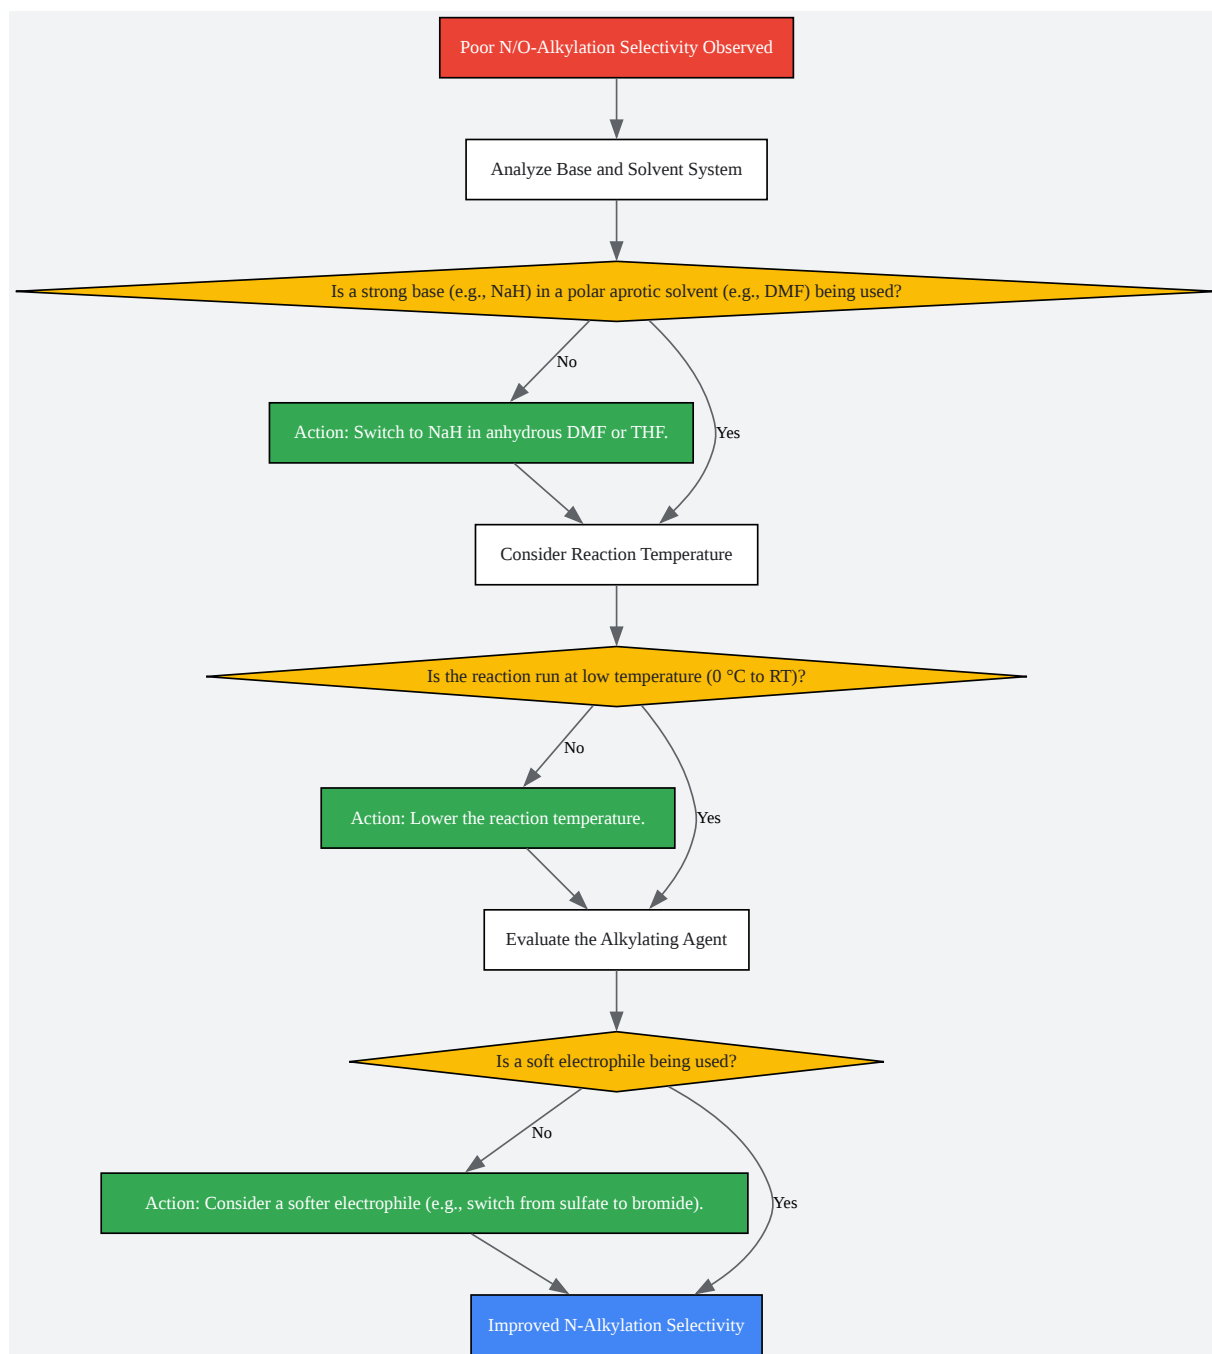 Poor N/O-Alkylation Selectivity Observed
Analyze Base and Solvent System
Is a strong base (e.g., NaH) in a polar aprotic solvent (e.g., DMF) being used?
No
Action: Switch to NaH in anhydrous DMF or THF.
Yes
Consider Reaction Temperature
Is the reaction run at low temperature (0 °C to RT)?
No
Action: Lower the reaction temperature.
Yes
Evaluate the Alkylating Agent
Is a soft electrophile being used?
No
Action: Consider a softer electrophile (e.g., switch from sulfate to bromide).
Yes
Improved N-Alkylation Selectivity